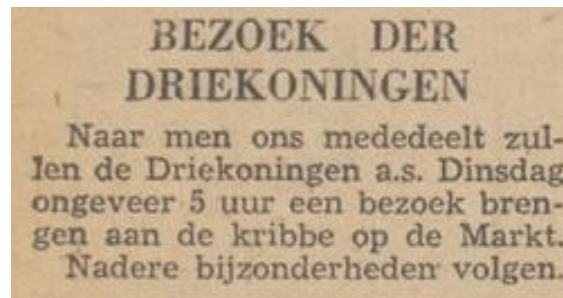 BEZOEK DER
DRIEKONINGEN
Naar men ons mededeelt zul-
len de Driekoningen a.s. Dinsdag
ongeveer 5 uur een bezoek bren-
gen aan de kribbe op de Markt.
Nadere bijzonderheden volgen.